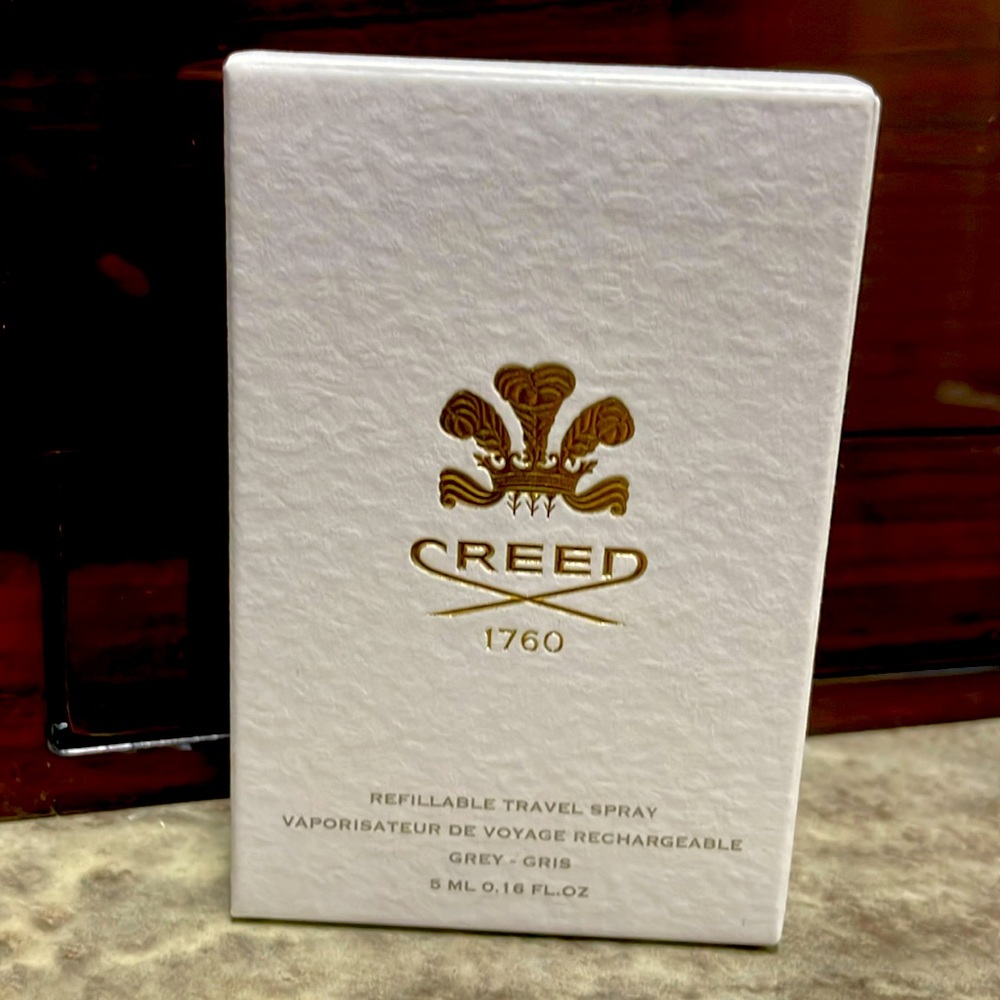 CREED
1760
REFILLABLE TRAVEL SPRAY
VAPORISATEUR DE VOYAGE RECHARGEABLE
GREY - GRIS
5 ML 0.16 FL.OZ